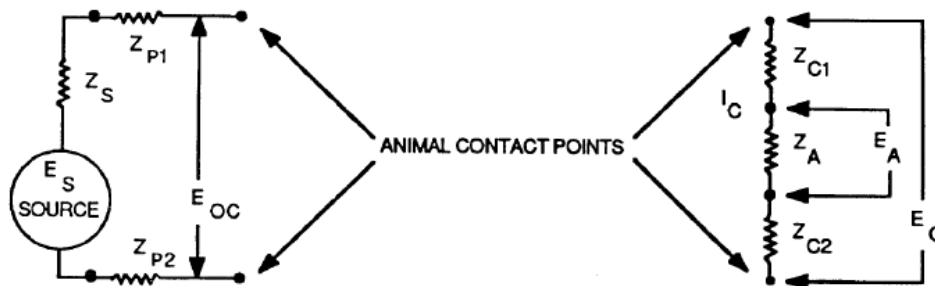 Z P1
Z S
E S
SOURCE
E OC
Z P2
ANIMAL CONTACT POINTS
Z C1
I C
Z A
E A
Z C2
E